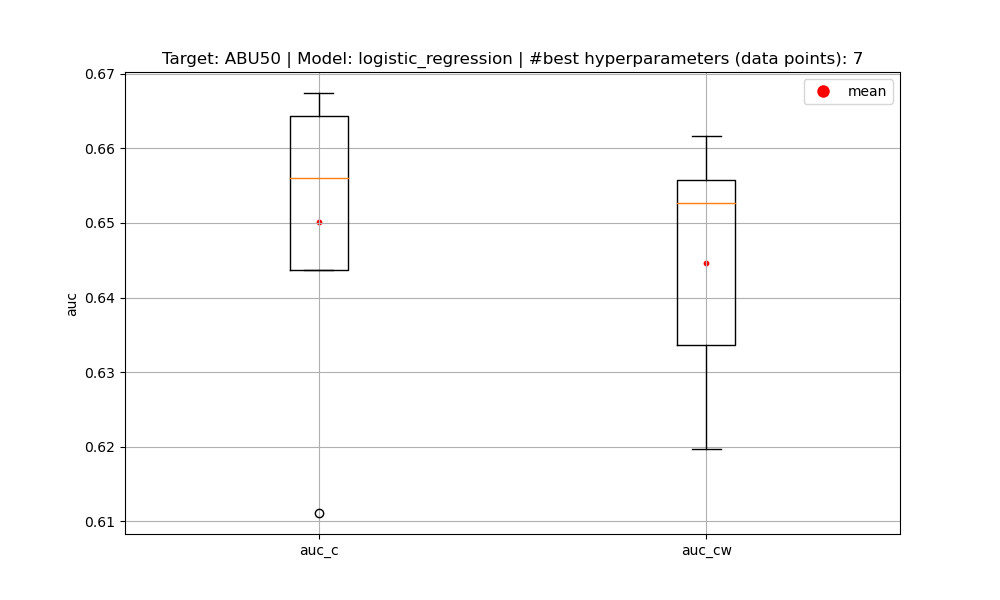 Target: ABU50 | Model: logistic_regression | #best hyperparameters (data points): 7
mean
0.67
0.66
0.65
0.64
0.63
0.62
0.61
auc
auc_c
auc_cw